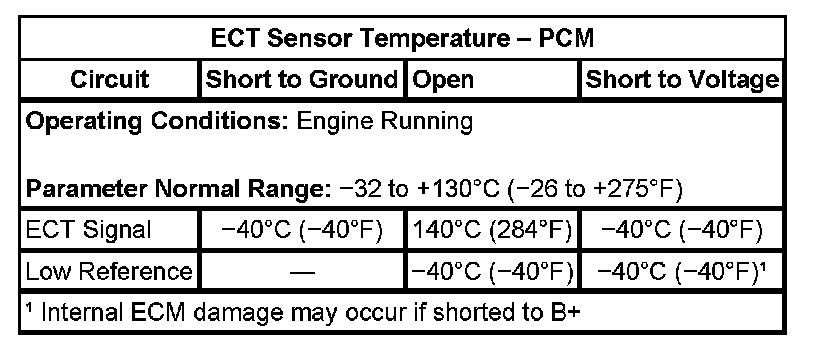 ECT Sensor Temperature – PCM
Circuit Short to Ground Open Short to Voltage
Operating Conditions: Engine Running
Parameter Normal Range: −32 to +130°C (−26 to +275°F)
ECT Signal −40°C (−40°F) 140°C (284°F) −40°C (−40°F)
Low Reference — −40°C (−40°F) −40°C (−40°F)¹
¹ Internal ECM damage may occur if shorted to B+